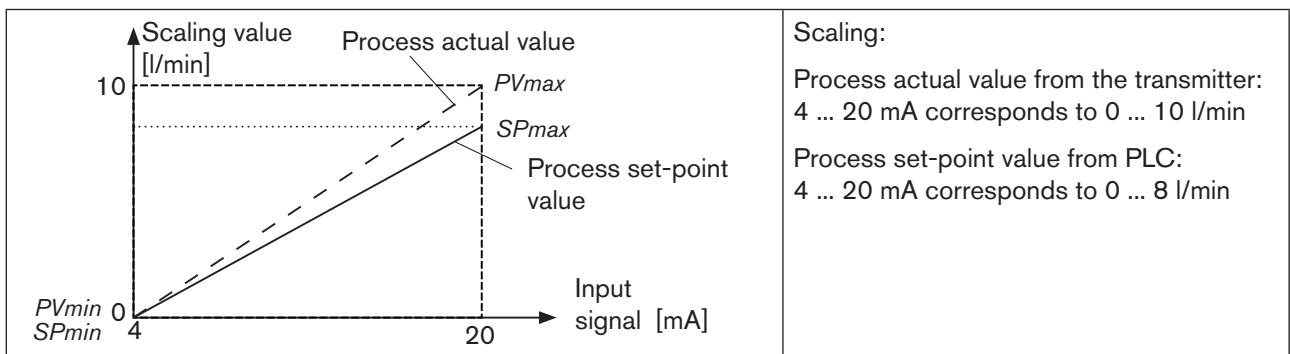 Scaling value
[l/min]
Process actual value
10
PVmax
SPmax
Process set-point
value
PVmin
SPmin
0
4
20
Input
signal [mA]
Scaling:
Process actual value from the transmitter:
4 ... 20 mA corresponds to 0 ... 10 l/min
Process set-point value from PLC:
4 ... 20 mA corresponds to 0 ... 8 l/min